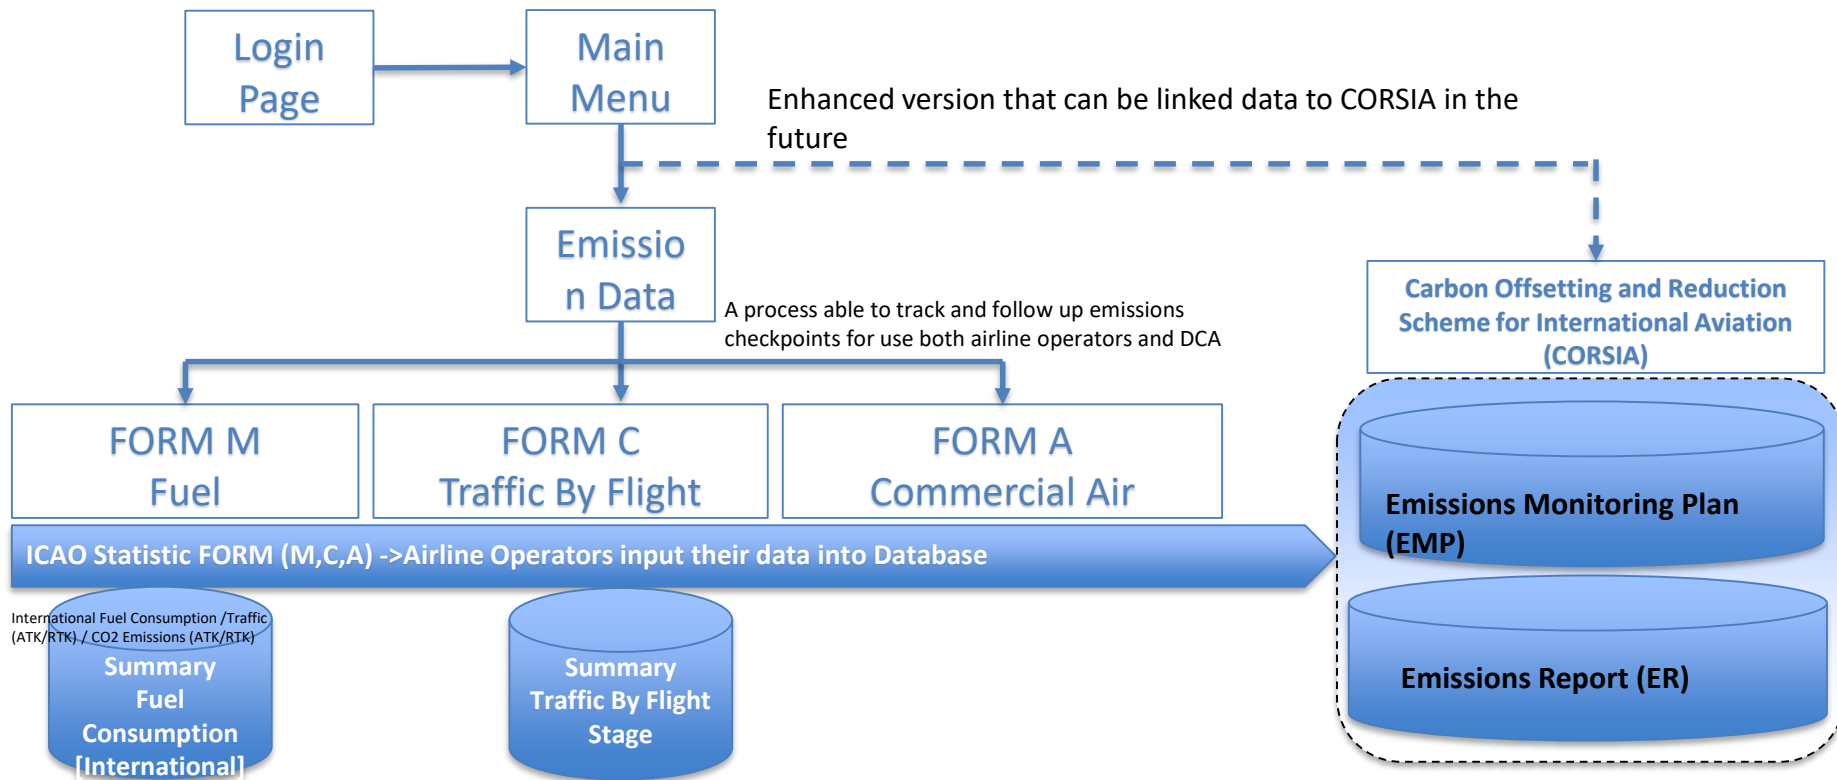 Login
Page
Main
Menu
Enhanced version that can be linked data to CORSIA in the
future
Emissio
n Data
A process able to track and follow up emissions
checkpoints for use both airline operators and DCA
Carbon Offsetting and Reduction
Scheme for International Aviation
(CORSIA)
FORM M
Fuel
FORM C
Traffic By Flight
FORM A
Commercial Air
Emissions Monitoring Plan
(EMP)
ICAO Statistic FORM (M,C,A) ->Airline Operators input their data into Database
International Fuel Consumption /Traffic
(ATK/RTK) / CO2 Emissions (ATK/RTK)
Summary
Fuel
Consumption
[International]
Summary
Traffic By Flight
Stage
Emissions Report (ER)